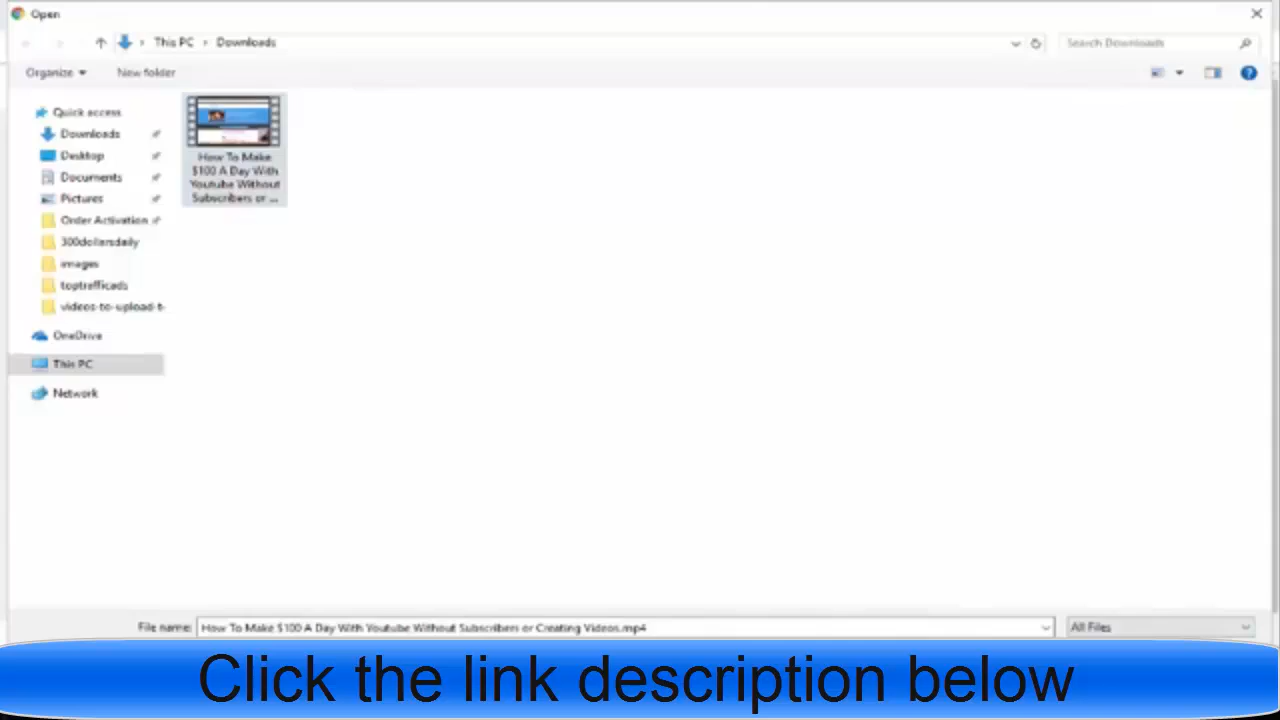 Open
This PC > Downloads
Search Downloads
Organize
New folder
Quick access
Downloads
Desktop
Documents
Pictures
Order Activation
300dollarsdaily
images
toptrafficads
videos-to-upload-t-
OneDrive
This PC
Network
How To Make
$100 A Day With
Youtube Without
Subscribers or ...
File name:
How To Make $100 A Day With Youtube Without Subscribers or Creating Videos.mp4
All Files
Click the link description below